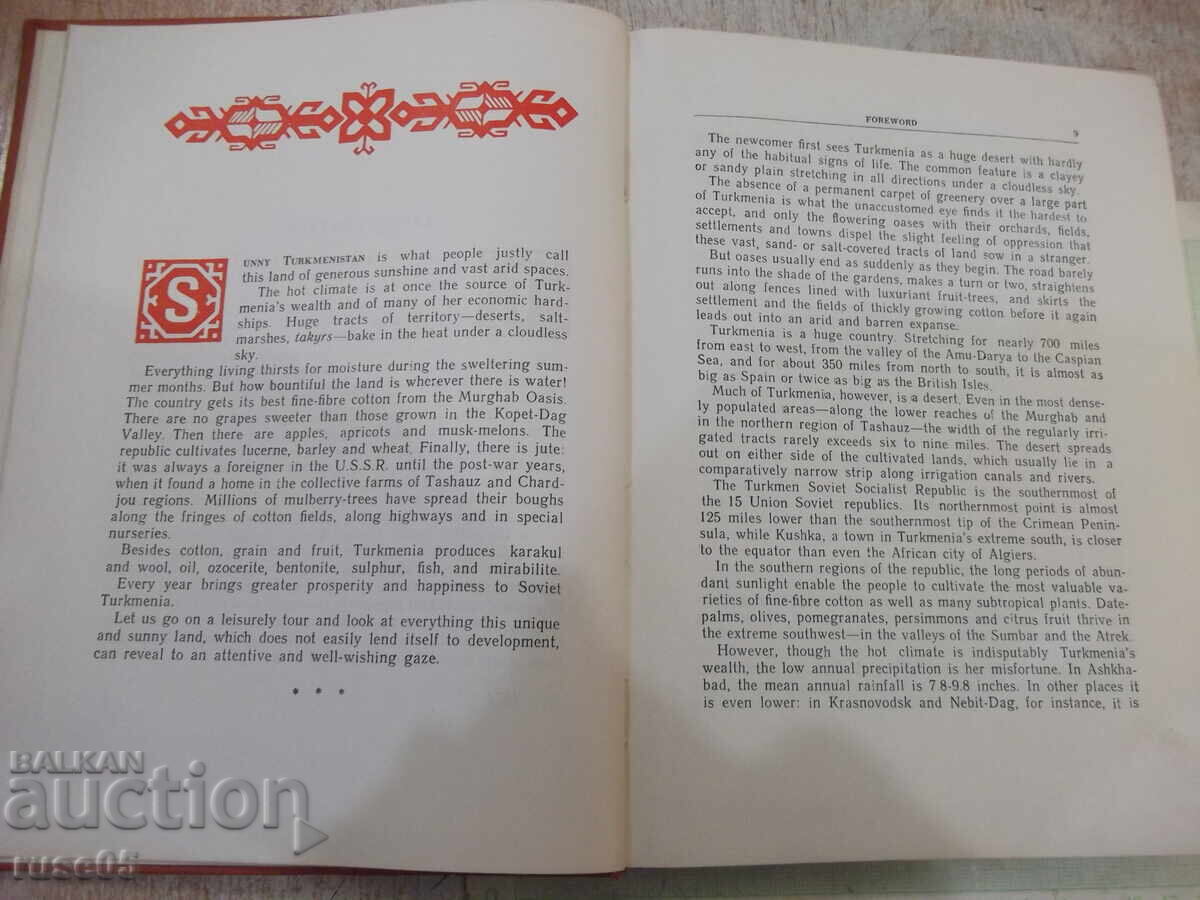 SUNNY TURKMENISTAN is what people justly call
this land of generous sunshine and vast arid spaces.
The hot climate is at once the source of Turk-
menia's wealth and of many of her economic hard-
ships. Huge tracts of territory—deserts, salt-
marshes, takyrs—bake in the heat under a cloudless
sky.
Everything living thirsts for moisture during the sweltering sum-
mer months. But how bountiful the land is wherever there is water!
The country gets its best fine-fibre cotton from the Murghab Oasis.
There are no grapes sweeter than those grown in the Kopet-Dag
Valley. Then there are apples, apricots and musk-melons. The
republic cultivates lucerne, barley and wheat. Finally, there is jute:
it was always a foreigner in the U.S.S.R. until the post-war years,
when it found a home in the collective farms of Tashauz and Chard-
jou regions. Millions of mulberry-trees have spread their boughs
along the fringes of cotton fields, along highways and in special
nurseries.
Besides cotton, grain and fruit, Turkmenia produces karakul
and wool, oil, ozocerite, bentonite, sulphur, fish, and mirabilite.
Every year brings greater prosperity and happiness to Soviet
Turkmenia.
Let us go on a leisurely tour and look at everything this unique
and sunny land, which does not easily lend itself to development,
can reveal to an attentive and well-wishing gaze.
* * *
FOREWORD 9
The newcomer first sees Turkmenia as a huge desert with hardly
any of the habitual signs of life. The common feature is a clayey
or sandy plain stretching in all directions under a cloudless sky.
The absence of a permanent carpet of greenery over a large part
of Turkmenia is what the unaccustomed eye finds it the hardest to
accept, and only the flowering oases with their orchards, fields,
settlements and towns dispel the slight feeling of oppression that
these vast, sand- or salt-covered tracts of land sow in a stranger.
But oases usually end as suddenly as they begin. The road barely
runs into the shade of the gardens, makes a turn or two, straightens
out along fences lined with luxuriant fruit-trees, and skirts the
settlement and the fields of thickly growing cotton before it again
leads out into an arid and barren expanse.
Turkmenia is a huge country. Stretching for nearly 700 miles
from east to west, from the valley of the Amu-Darya to the Caspian
Sea, and for about 350 miles from north to south, it is almost as
big as Spain or twice as big as the British Isles.
Much of Turkmenia, however, is a desert. Even in the most dense-
ly populated areas—along the lower reaches of the Murghab and
in the northern region of Tashauz—the width of the regularly irri-
gated tracts rarely exceeds six to nine miles. The desert spreads
out on either side of the cultivated lands, which usually lie in a
comparatively narrow strip along irrigation canals and rivers.
The Turkmen Soviet Socialist Republic is the southernmost of
the 15 Union Soviet republics. Its northernmost point is almost
125 miles lower than the southernmost tip of the Crimean Penin-
sula, while Kushka, a town in Turkmenia's extreme south, is closer
to the equator than even the African city of Algiers.
In the southern regions of the republic, the long periods of abun-
dant sunlight enable the people to cultivate the most valuable va-
rieties of fine-fibre cotton as well as many subtropical plants. Date-
palms, olives, pomegranates, persimmons and citrus fruit thrive in
the extreme southwest—in the valleys of the Sumbar and the Atrek.
However, though the hot climate is indisputably Turkmenia's
wealth, the low annual precipitation is her misfortune. In Ashkha-
bad, the mean annual rainfall is 7.8-9.8 inches. In other places it
is even lower: in Krasnovodsk and Nebit-Dag, for instance, it is
BALKAN
auction
ruse05